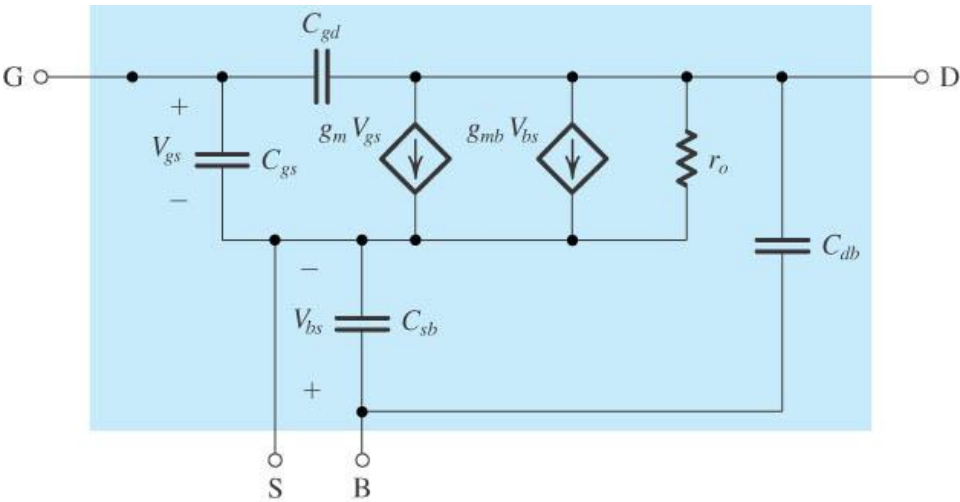 C_gd
G
D
+
g_m V_gs
g_mb V_bs
V_gs
C_gs
r_o
−
C_db
−
V_bs
C_sb
+
S
B